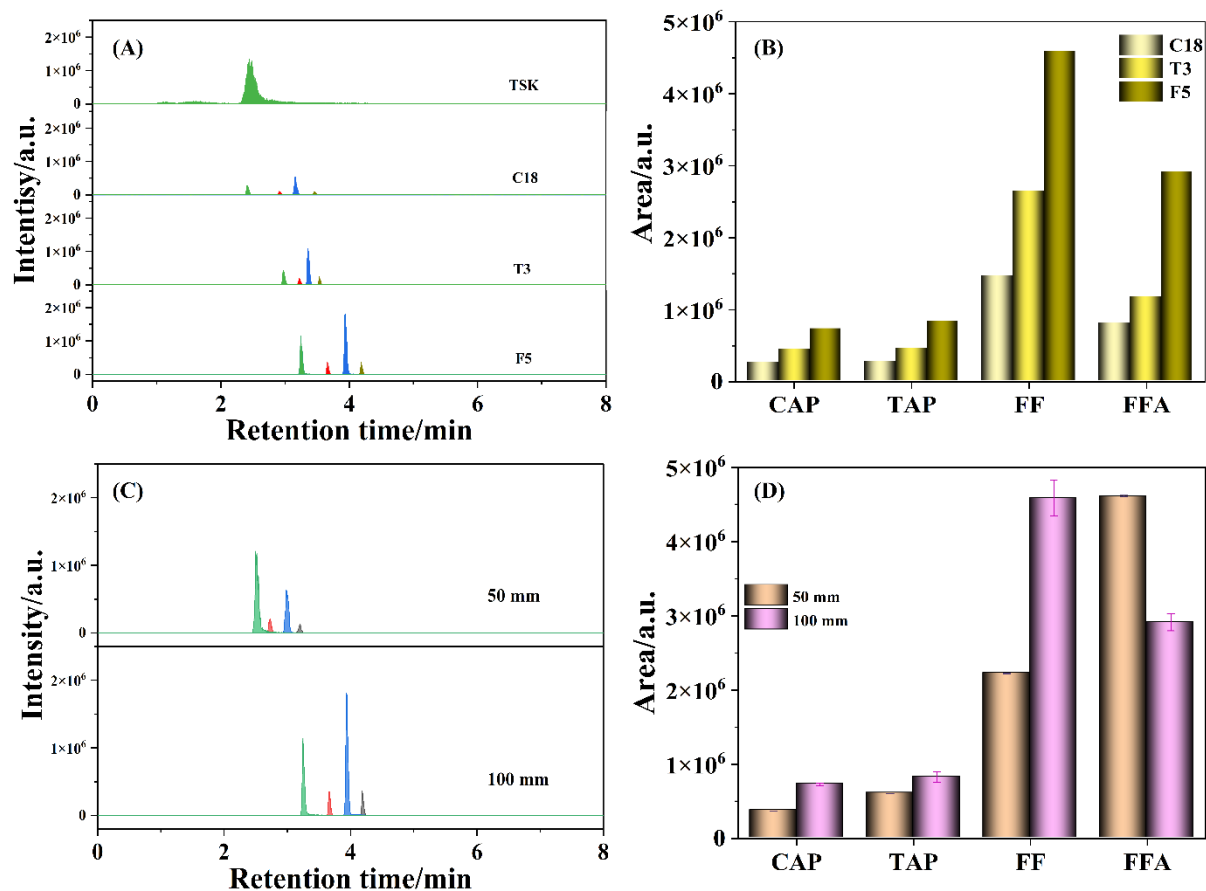 (A)
Intentisy/a.u.
2×10⁶
1×10⁶
0
TSK
2×10⁶
1×10⁶
0
C18
2×10⁶
1×10⁶
0
T3
2×10⁶
1×10⁶
0
F5
0 2 4 6 8
Retention time/min
(B)
Area/a.u.
5×10⁶
4×10⁶
3×10⁶
2×10⁶
1×10⁶
0
C18
T3
F5
CAP TAP FF FFA
(C)
Intensity/a.u.
2×10⁶
1×10⁶
0
50 mm
2×10⁶
1×10⁶
0
100 mm
0 2 4 6 8
Retention time/min
(D)
Area/a.u.
5×10⁶
4×10⁶
3×10⁶
2×10⁶
1×10⁶
0
50 mm
100 mm
CAP TAP FF FFA